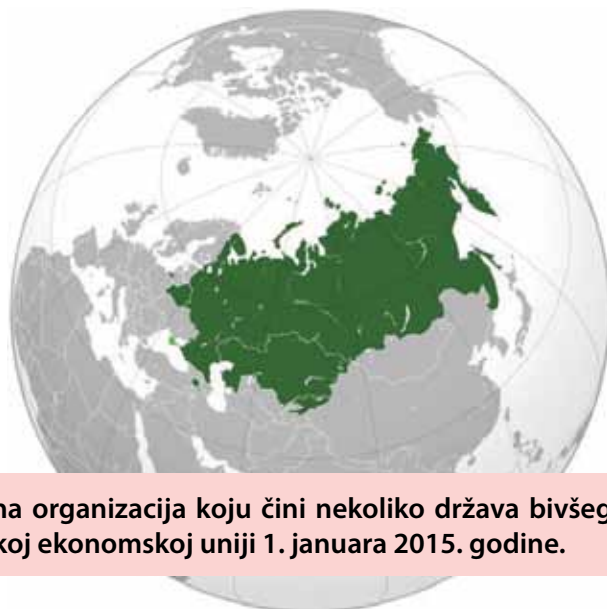 na organizacija koju čini nekoliko država bivšeg
koj ekonomskoj uniji 1. januara 2015. godine.